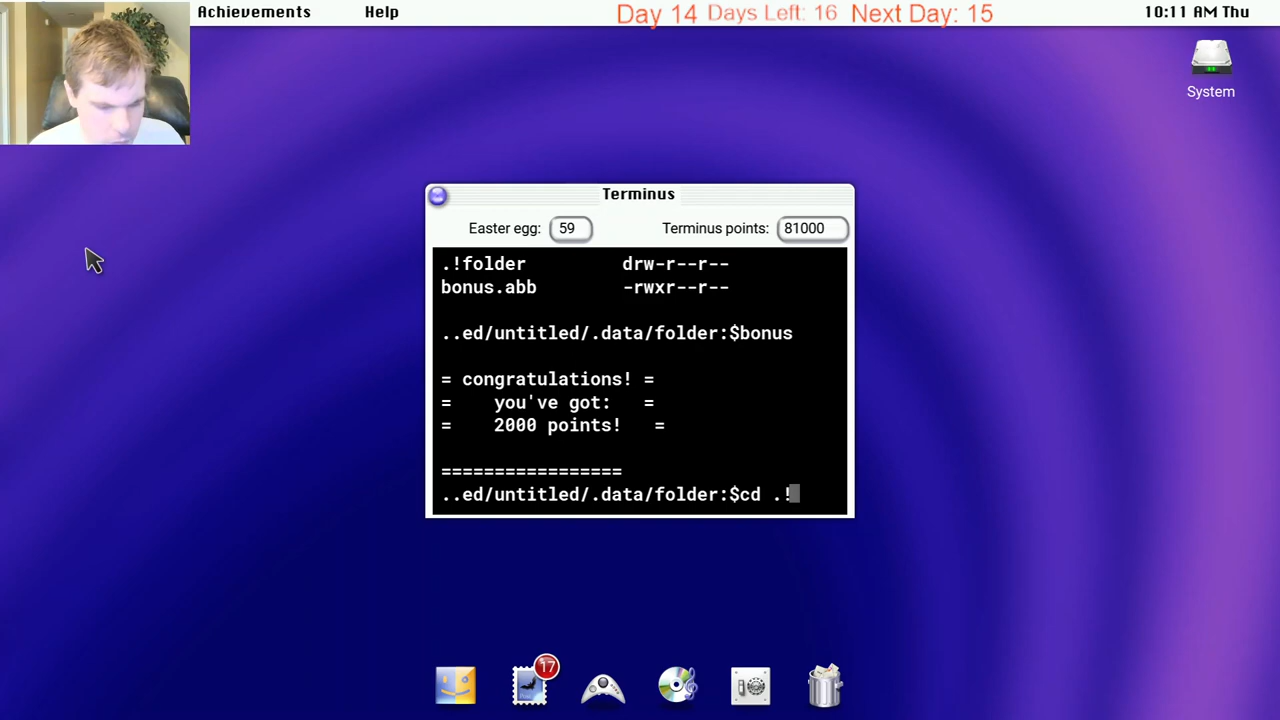 Achievements Help Day 14 Days Left: 16 Next Day: 15 10:11 AM Thu
System
Terminus
Easter egg: 59 Terminus points: 81000
.!folder drw-r--r--
bonus.abb -rwxr--r--
..ed/untitled/.data/folder:$bonus
= congratulations! =
= you've got: =
= 2000 points! =
=================
..ed/untitled/.data/folder:$cd .!
17